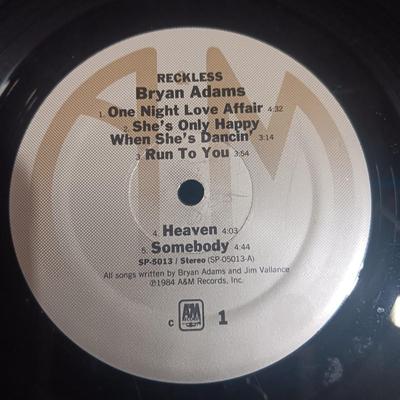 RECKLESS
Bryan Adams
1. One Night Love Affair 4:32
2. She's Only Happy
When She's Dancin' 3:14
3. Run To You 3:54
4. Heaven 4:03
5. Somebody 4:44
SP-5013 / Stereo (SP-05013-A)
All songs written by Bryan Adams and Jim Vallance
℗1984 A&M Records, Inc.
C A&M RECORDS 1